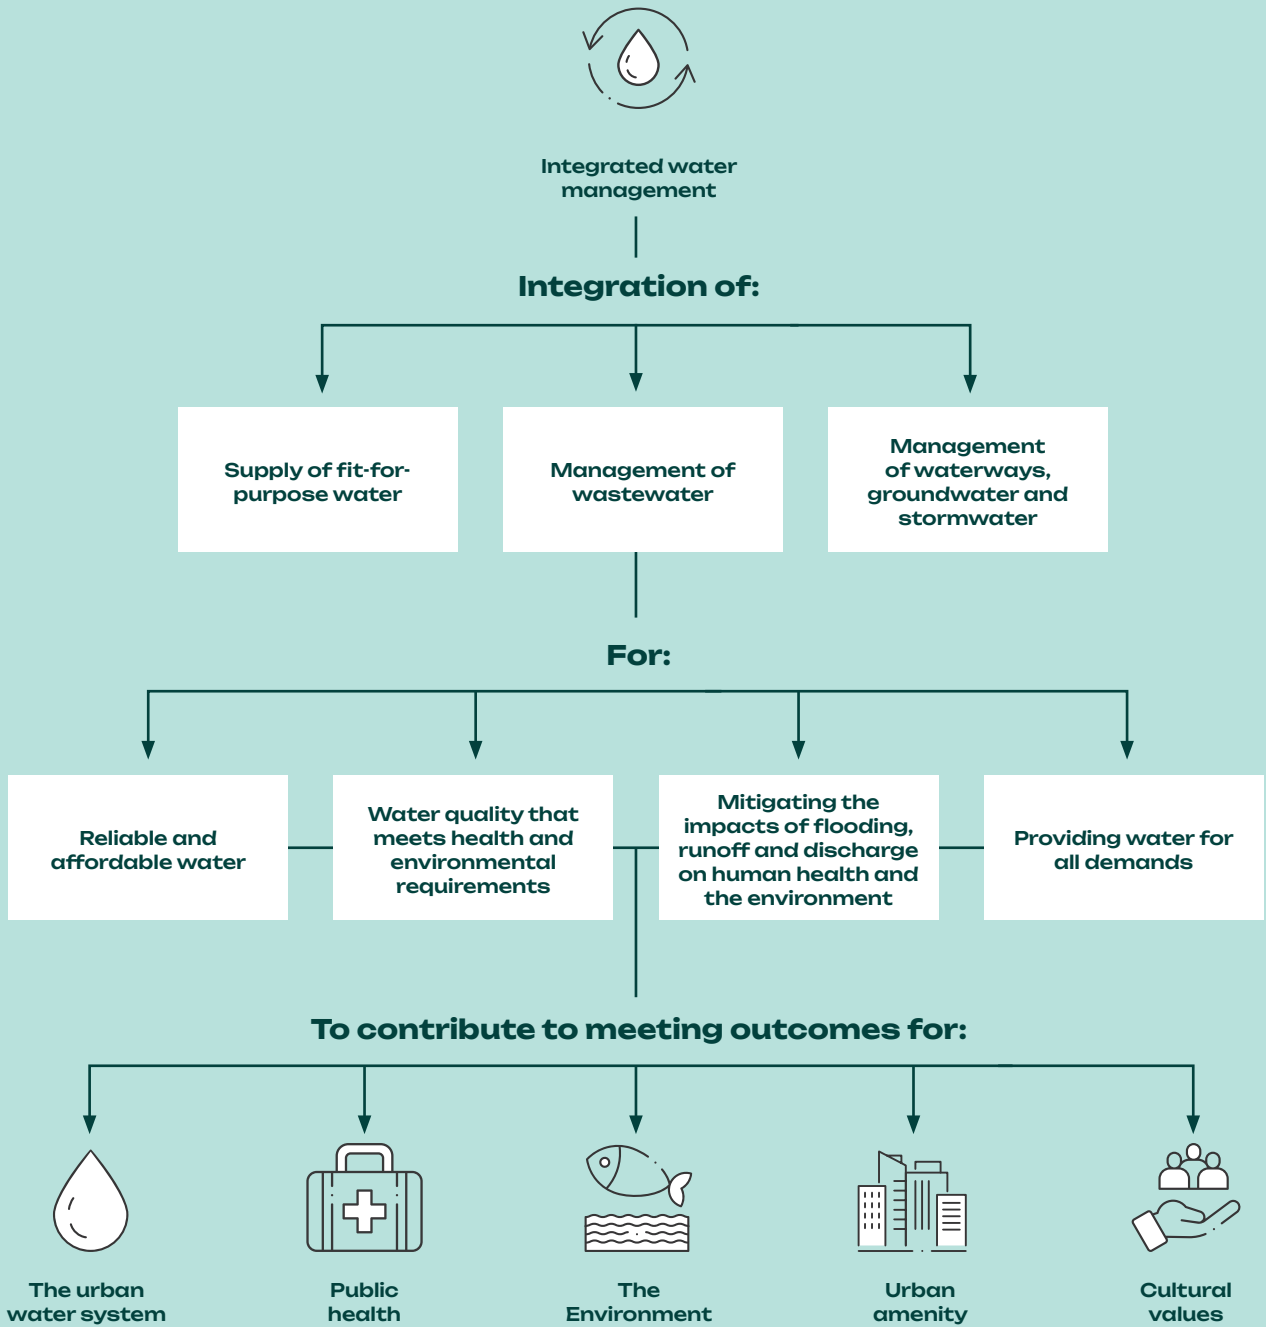 Integrated water
management
Integration of:
Supply of fit-for-
purpose water
Management of
wastewater
Management
of waterways,
groundwater and
stormwater
For:
Reliable and
affordable water
Water quality that
meets health and
environmental
requirements
Mitigating the
impacts of flooding,
runoff and discharge
on human health and
the environment
Providing water for
all demands
To contribute to meeting outcomes for:
The urban
water system
Public
health
The
Environment
Urban
amenity
Cultural
values